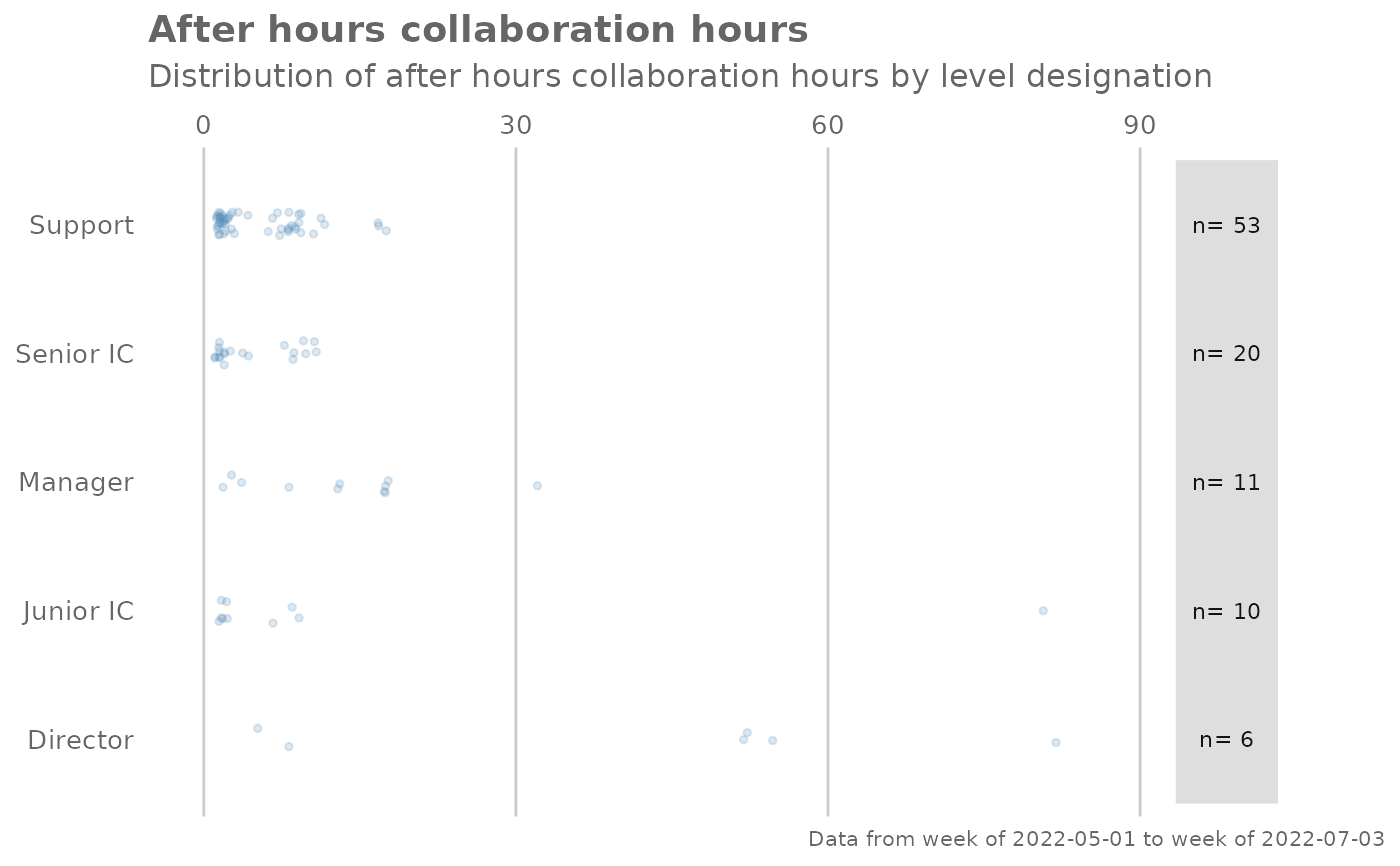 After hours collaboration hours
Distribution of after hours collaboration hours by level designation
0 30 60 90
Support n= 53
Senior IC n= 20
Manager n= 11
Junior IC n= 10
Director n= 6
Data from week of 2022-05-01 to week of 2022-07-03